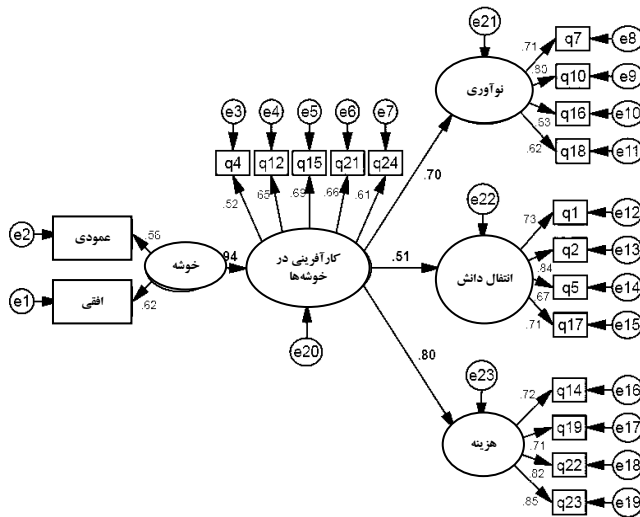 e21
q7
e8
.71
نوآوری
.80
q10
e9
q16
e10
.53
.62
q18
e11
e3
e4
e5
e6
e7
q4
q12
q15
q21
q24
.52
.65
.69
.66
.61
.70
e22
q1
e12
.73
q2
e13
.84
انتقال دانش
q5
e14
.67
.71
q17
e15
.51
e2
عمودی
.58
خوشه
.94
کارآفرینی در
خوشه‌ها
e1
افقی
.62
e20
.80
e23
q14
e16
.72
هزینه
q19
e17
.71
q22
e18
.82
.85
q23
e19